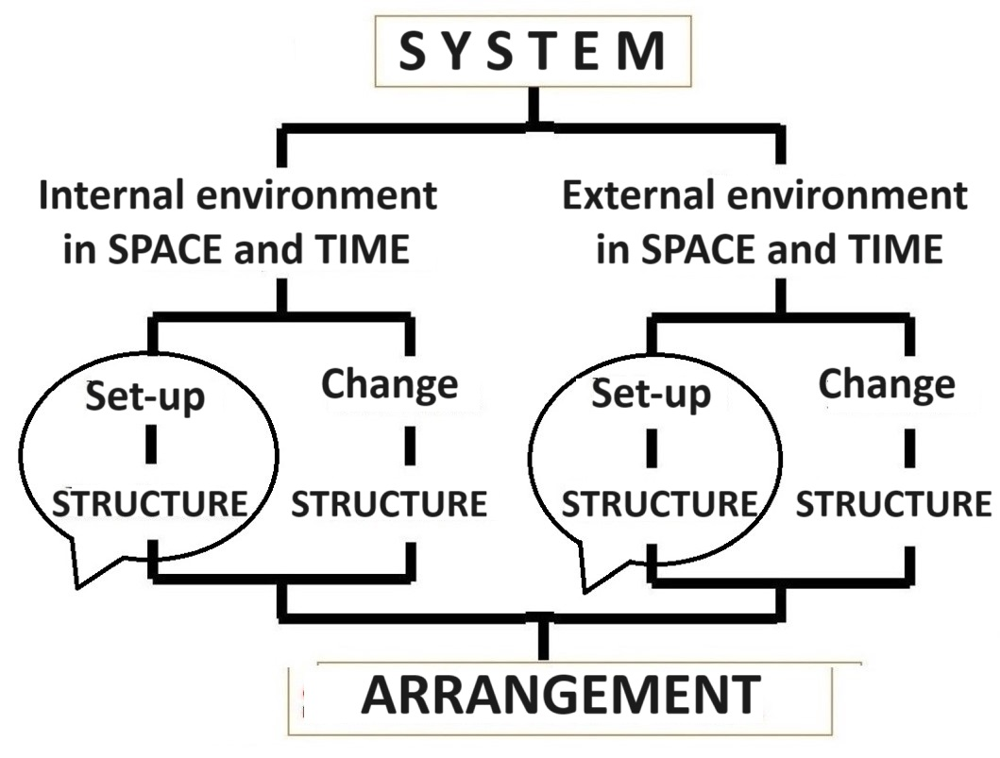 SYSTEM
Internal environment
in SPACE and TIME
External environment
in SPACE and TIME
Set-up
Change
Set-up
Change
STRUCTURE
STRUCTURE
STRUCTURE
STRUCTURE
ARRANGEMENT